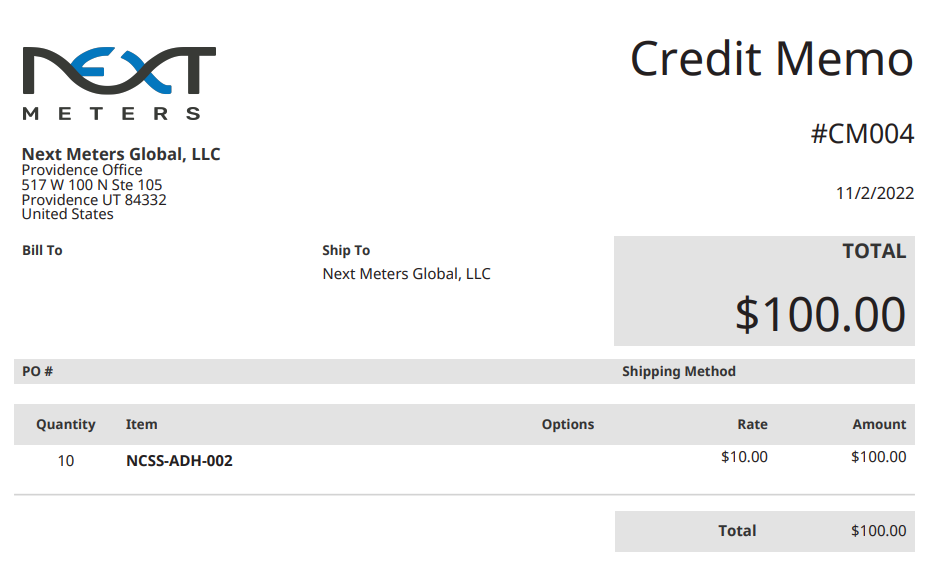 NEXT
METERS
Credit Memo
#CM004
Next Meters Global, LLC
Providence Office
517 W 100 N Ste 105
Providence UT 84332
United States
11/2/2022
Bill To
Ship To
Next Meters Global, LLC
TOTAL
$100.00
PO # Shipping Method
Quantity Item Options Rate Amount
10 NCSS-ADH-002 $10.00 $100.00
Total $100.00